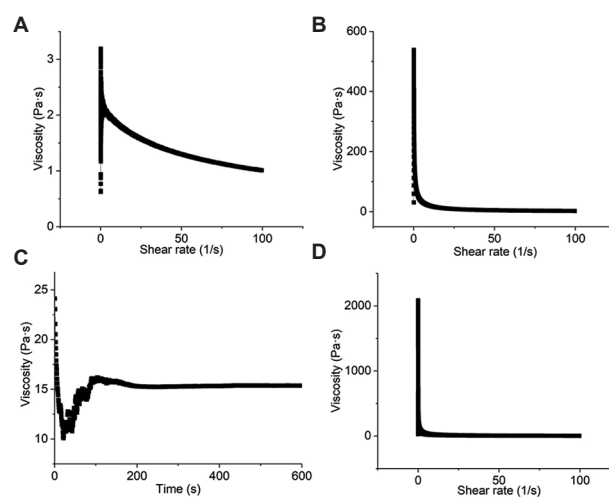 A
Viscosity (Pa·s)
3
2
1
0
0 50 100
Shear rate (1/s)
B
Viscosity (Pa·s)
600
400
200
0
0 50 100
Shear rate (1/s)
C
Viscosity (Pa·s)
25
20
15
10
0 200 400 600
Time (s)
D
Viscosity (Pa·s)
2000
1000
0
0 50 100
Shear rate (1/s)